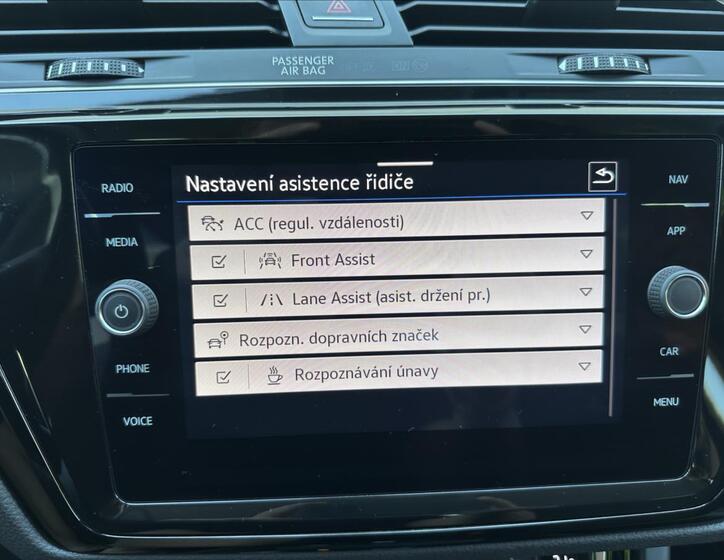 PASSENGER
AIR BAG
RADIO
MEDIA
PHONE
VOICE
Nastavení asistence řidiče
ACC (regul. vzdálenosti)
Front Assist
Lane Assist (asist. držení pr.)
Rozpozn. dopravních značek
Rozpoznávání únavy
NAV
APP
CAR
MENU